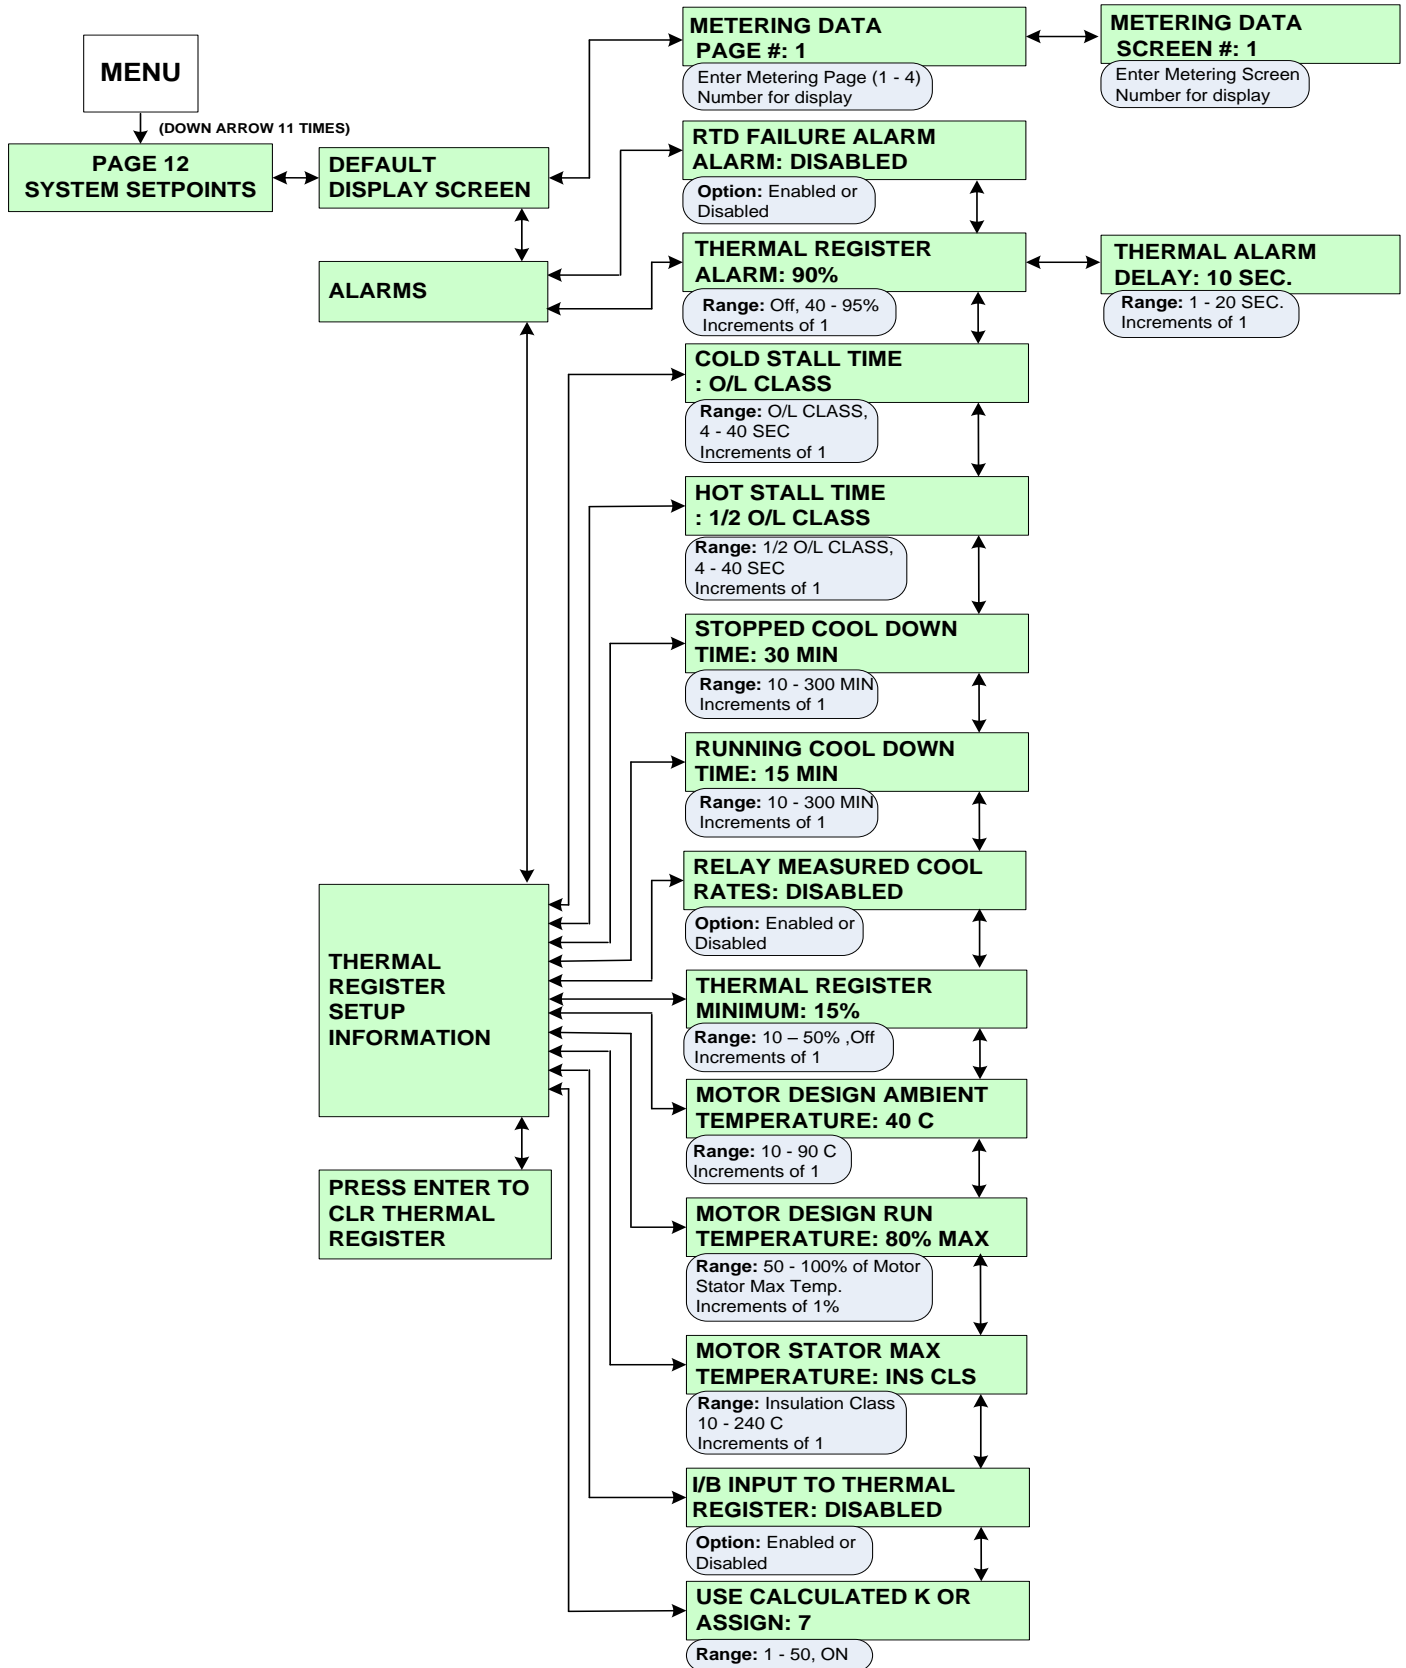 MENU
(DOWN ARROW 11 TIMES)
PAGE 12
SYSTEM SETPOINTS
DEFAULT
DISPLAY SCREEN
METERING DATA
PAGE #: 1
Enter Metering Page (1 - 4)
Number for display
METERING DATA
SCREEN #: 1
Enter Metering Screen
Number for display
ALARMS
RTD FAILURE ALARM
ALARM: DISABLED
Option: Enabled or
Disabled
THERMAL REGISTER
ALARM: 90%
Range: Off, 40 - 95%
Increments of 1
THERMAL ALARM
DELAY: 10 SEC.
Range: 1 - 20 SEC.
Increments of 1
THERMAL
REGISTER
SETUP
INFORMATION
COLD STALL TIME
: O/L CLASS
Range: O/L CLASS,
4 - 40 SEC
Increments of 1
HOT STALL TIME
: 1/2 O/L CLASS
Range: 1/2 O/L CLASS,
4 - 40 SEC
Increments of 1
STOPPED COOL DOWN
TIME: 30 MIN
Range: 10 - 300 MIN
Increments of 1
RUNNING COOL DOWN
TIME: 15 MIN
Range: 10 - 300 MIN
Increments of 1
RELAY MEASURED COOL
RATES: DISABLED
Option: Enabled or
Disabled
THERMAL REGISTER
MINIMUM: 15%
Range: 10 – 50% ,Off
Increments of 1
MOTOR DESIGN AMBIENT
TEMPERATURE: 40 C
Range: 10 - 90 C
Increments of 1
MOTOR DESIGN RUN
TEMPERATURE: 80% MAX
Range: 50 - 100% of Motor
Stator Max Temp.
Increments of 1%
MOTOR STATOR MAX
TEMPERATURE: INS CLS
Range: Insulation Class
10 - 240 C
Increments of 1
I/B INPUT TO THERMAL
REGISTER: DISABLED
Option: Enabled or
Disabled
USE CALCULATED K OR
ASSIGN: 7
Range: 1 - 50, ON
PRESS ENTER TO
CLR THERMAL
REGISTER